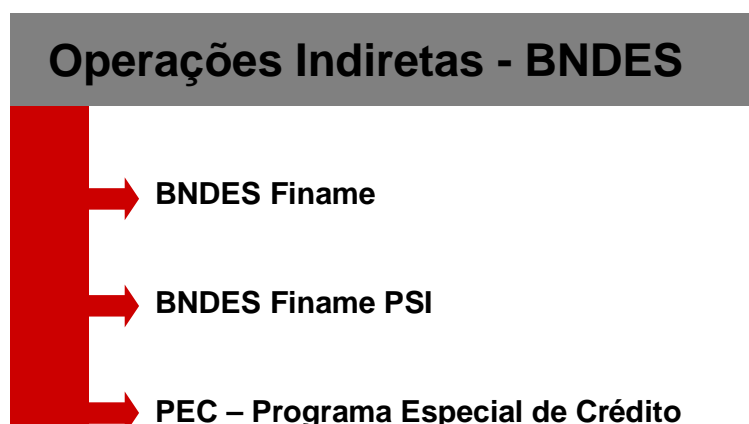 Operações Indiretas - BNDES
BNDES Finame
BNDES Finame PSI
PEC – Programa Especial de Crédito